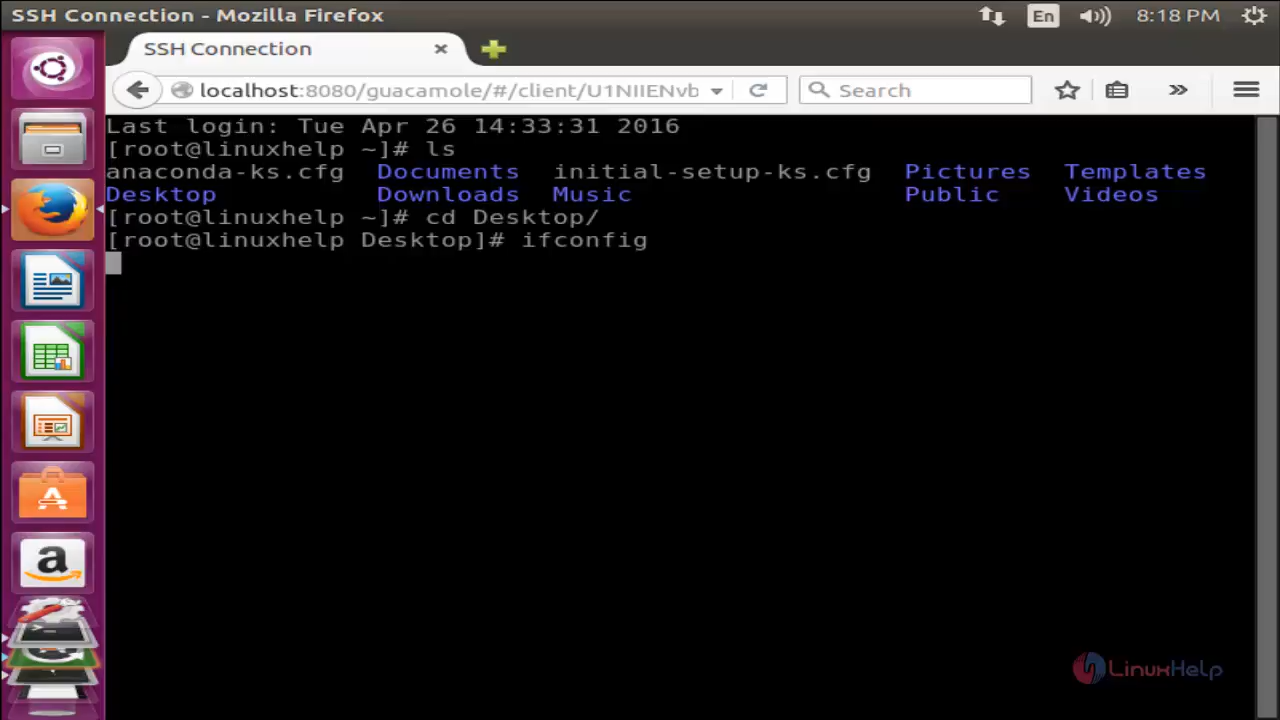 SSH Connection - Mozilla Firefox
En
8:18 PM
SSH Connection
localhost:8080/guacamole/#/client/U1NIIENvb
Search
Last login: Tue Apr 26 14:33:31 2016
[root@linuxhelp ~]# ls
anaconda-ks.cfg Documents initial-setup-ks.cfg Pictures Templates
Desktop Downloads Music Public Videos
[root@linuxhelp ~]# cd Desktop/
[root@linuxhelp Desktop]# ifconfig
a
LinuxHelp